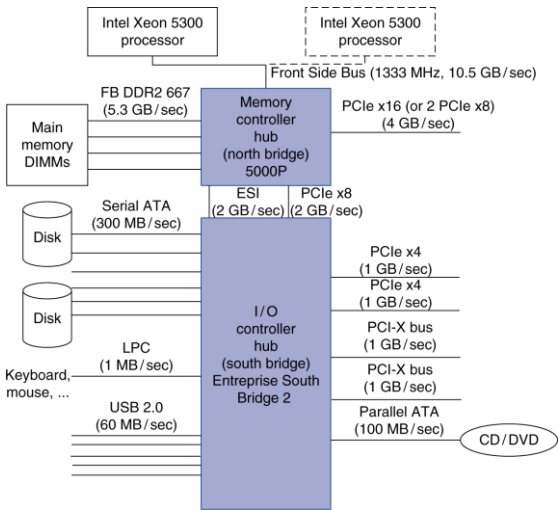 Intel Xeon 5300
processor
Intel Xeon 5300
processor
Front Side Bus (1333 MHz, 10.5 GB/sec)
FB DDR2 667
(5.3 GB/sec)
Main
memory
DIMMs
Memory
controller
hub
(north bridge)
5000P
PCIe x16 (or 2 PCIe x8)
(4 GB/sec)
ESI
(2 GB/sec)
PCIe x8
(2 GB/sec)
Serial ATA
(300 MB/sec)
Disk
Disk
LPC
(1 MB/sec)
Keyboard,
mouse, ...
USB 2.0
(60 MB/sec)
I/O
controller
hub
(south bridge)
Entreprise South
Bridge 2
PCIe x4
(1 GB/sec)
PCIe x4
(1 GB/sec)
PCI-X bus
(1 GB/sec)
PCI-X bus
(1 GB/sec)
Parallel ATA
(100 MB/sec)
CD/DVD